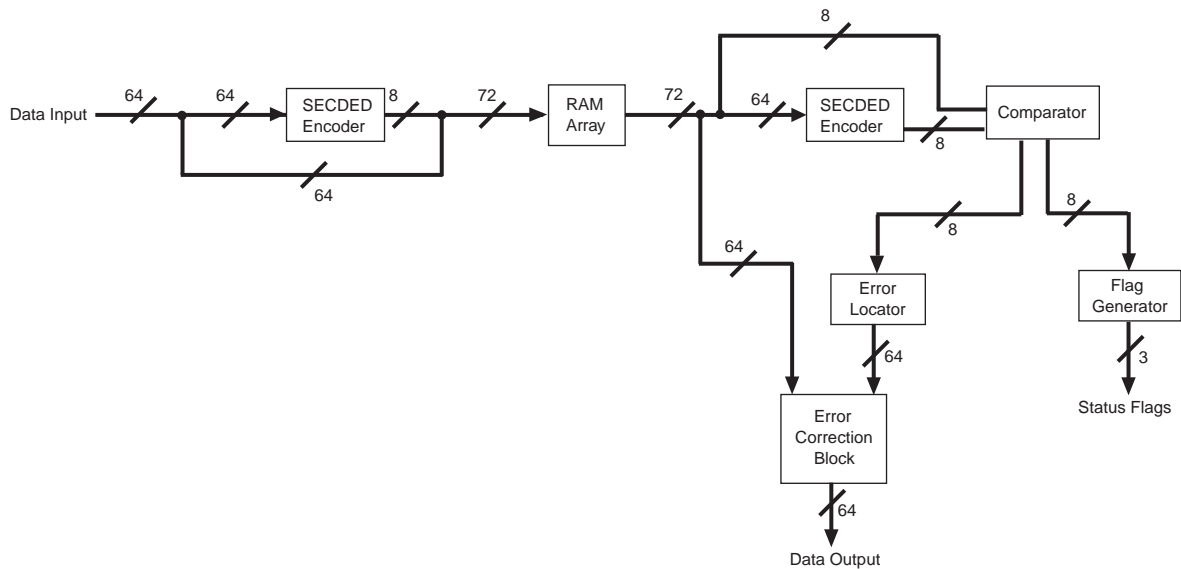 8
64
64
SECDED
Encoder
8
72
RAM
Array
72
64
SECDED
Encoder
8
Comparator
Data Input
64
8
8
64
Error
Locator
Flag
Generator
64
3
Status Flags
Error
Correction
Block
64
Data Output